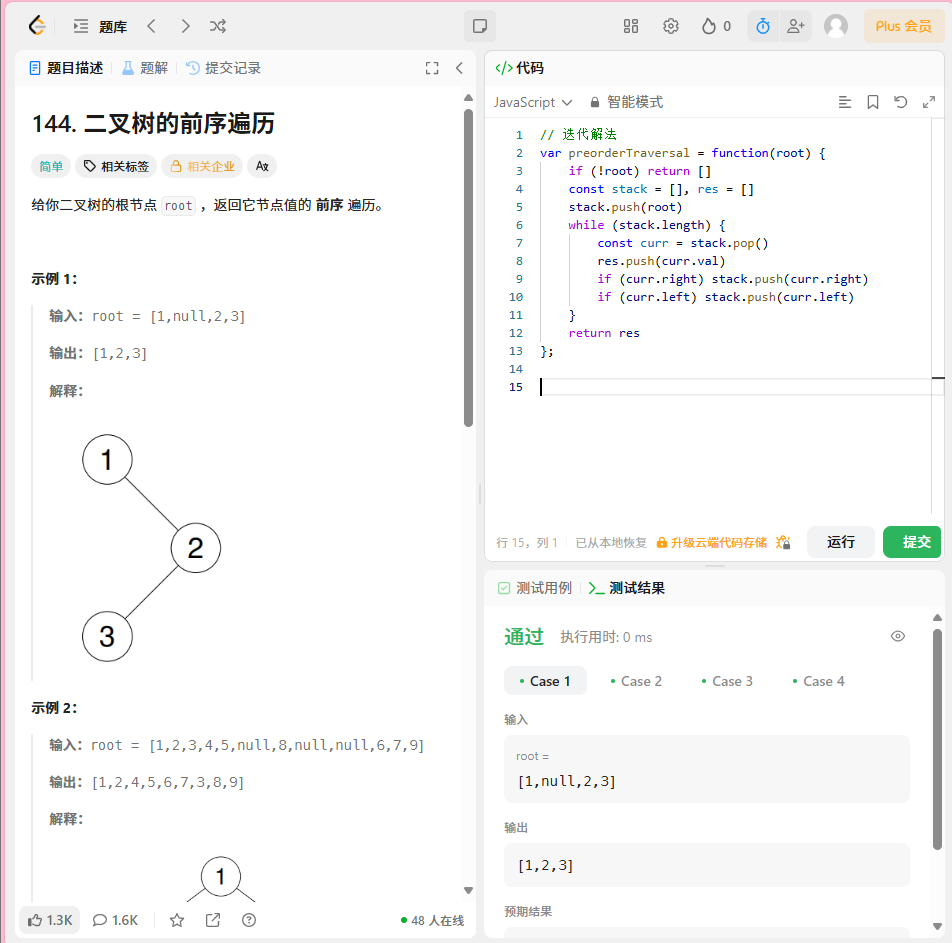 题库
0
Plus 会员
题目描述
题解
提交记录
144. 二叉树的前序遍历
简单
相关标签
相关企业
给你二叉树的根节点 root ，返回它节点值的 前序 遍历。
示例 1：
输入：root = [1,null,2,3]
输出：[1,2,3]
解释：
1
2
3
示例 2：
输入：root = [1,2,3,4,5,null,8,null,null,6,7,9]
输出：[1,2,4,5,6,7,3,8,9]
解释：
1
1.3K
1.6K
48 人在线
</> 代码
JavaScript
智能模式
1 // 迭代解法
2 var preorderTraversal = function(root) {
3     if (!root) return []
4     const stack = [], res = []
5     stack.push(root)
6     while (stack.length) {
7         const curr = stack.pop()
8         res.push(curr.val)
9         if (curr.right) stack.push(curr.right)
10         if (curr.left) stack.push(curr.left)
11     }
12     return res
13 };
14
15
行 15，列 1
已从本地恢复
升级云端代码存储
运行
提交
测试用例
测试结果
通过
执行用时: 0 ms
Case 1
Case 2
Case 3
Case 4
输入
root =
[1,null,2,3]
输出
[1,2,3]
预期结果